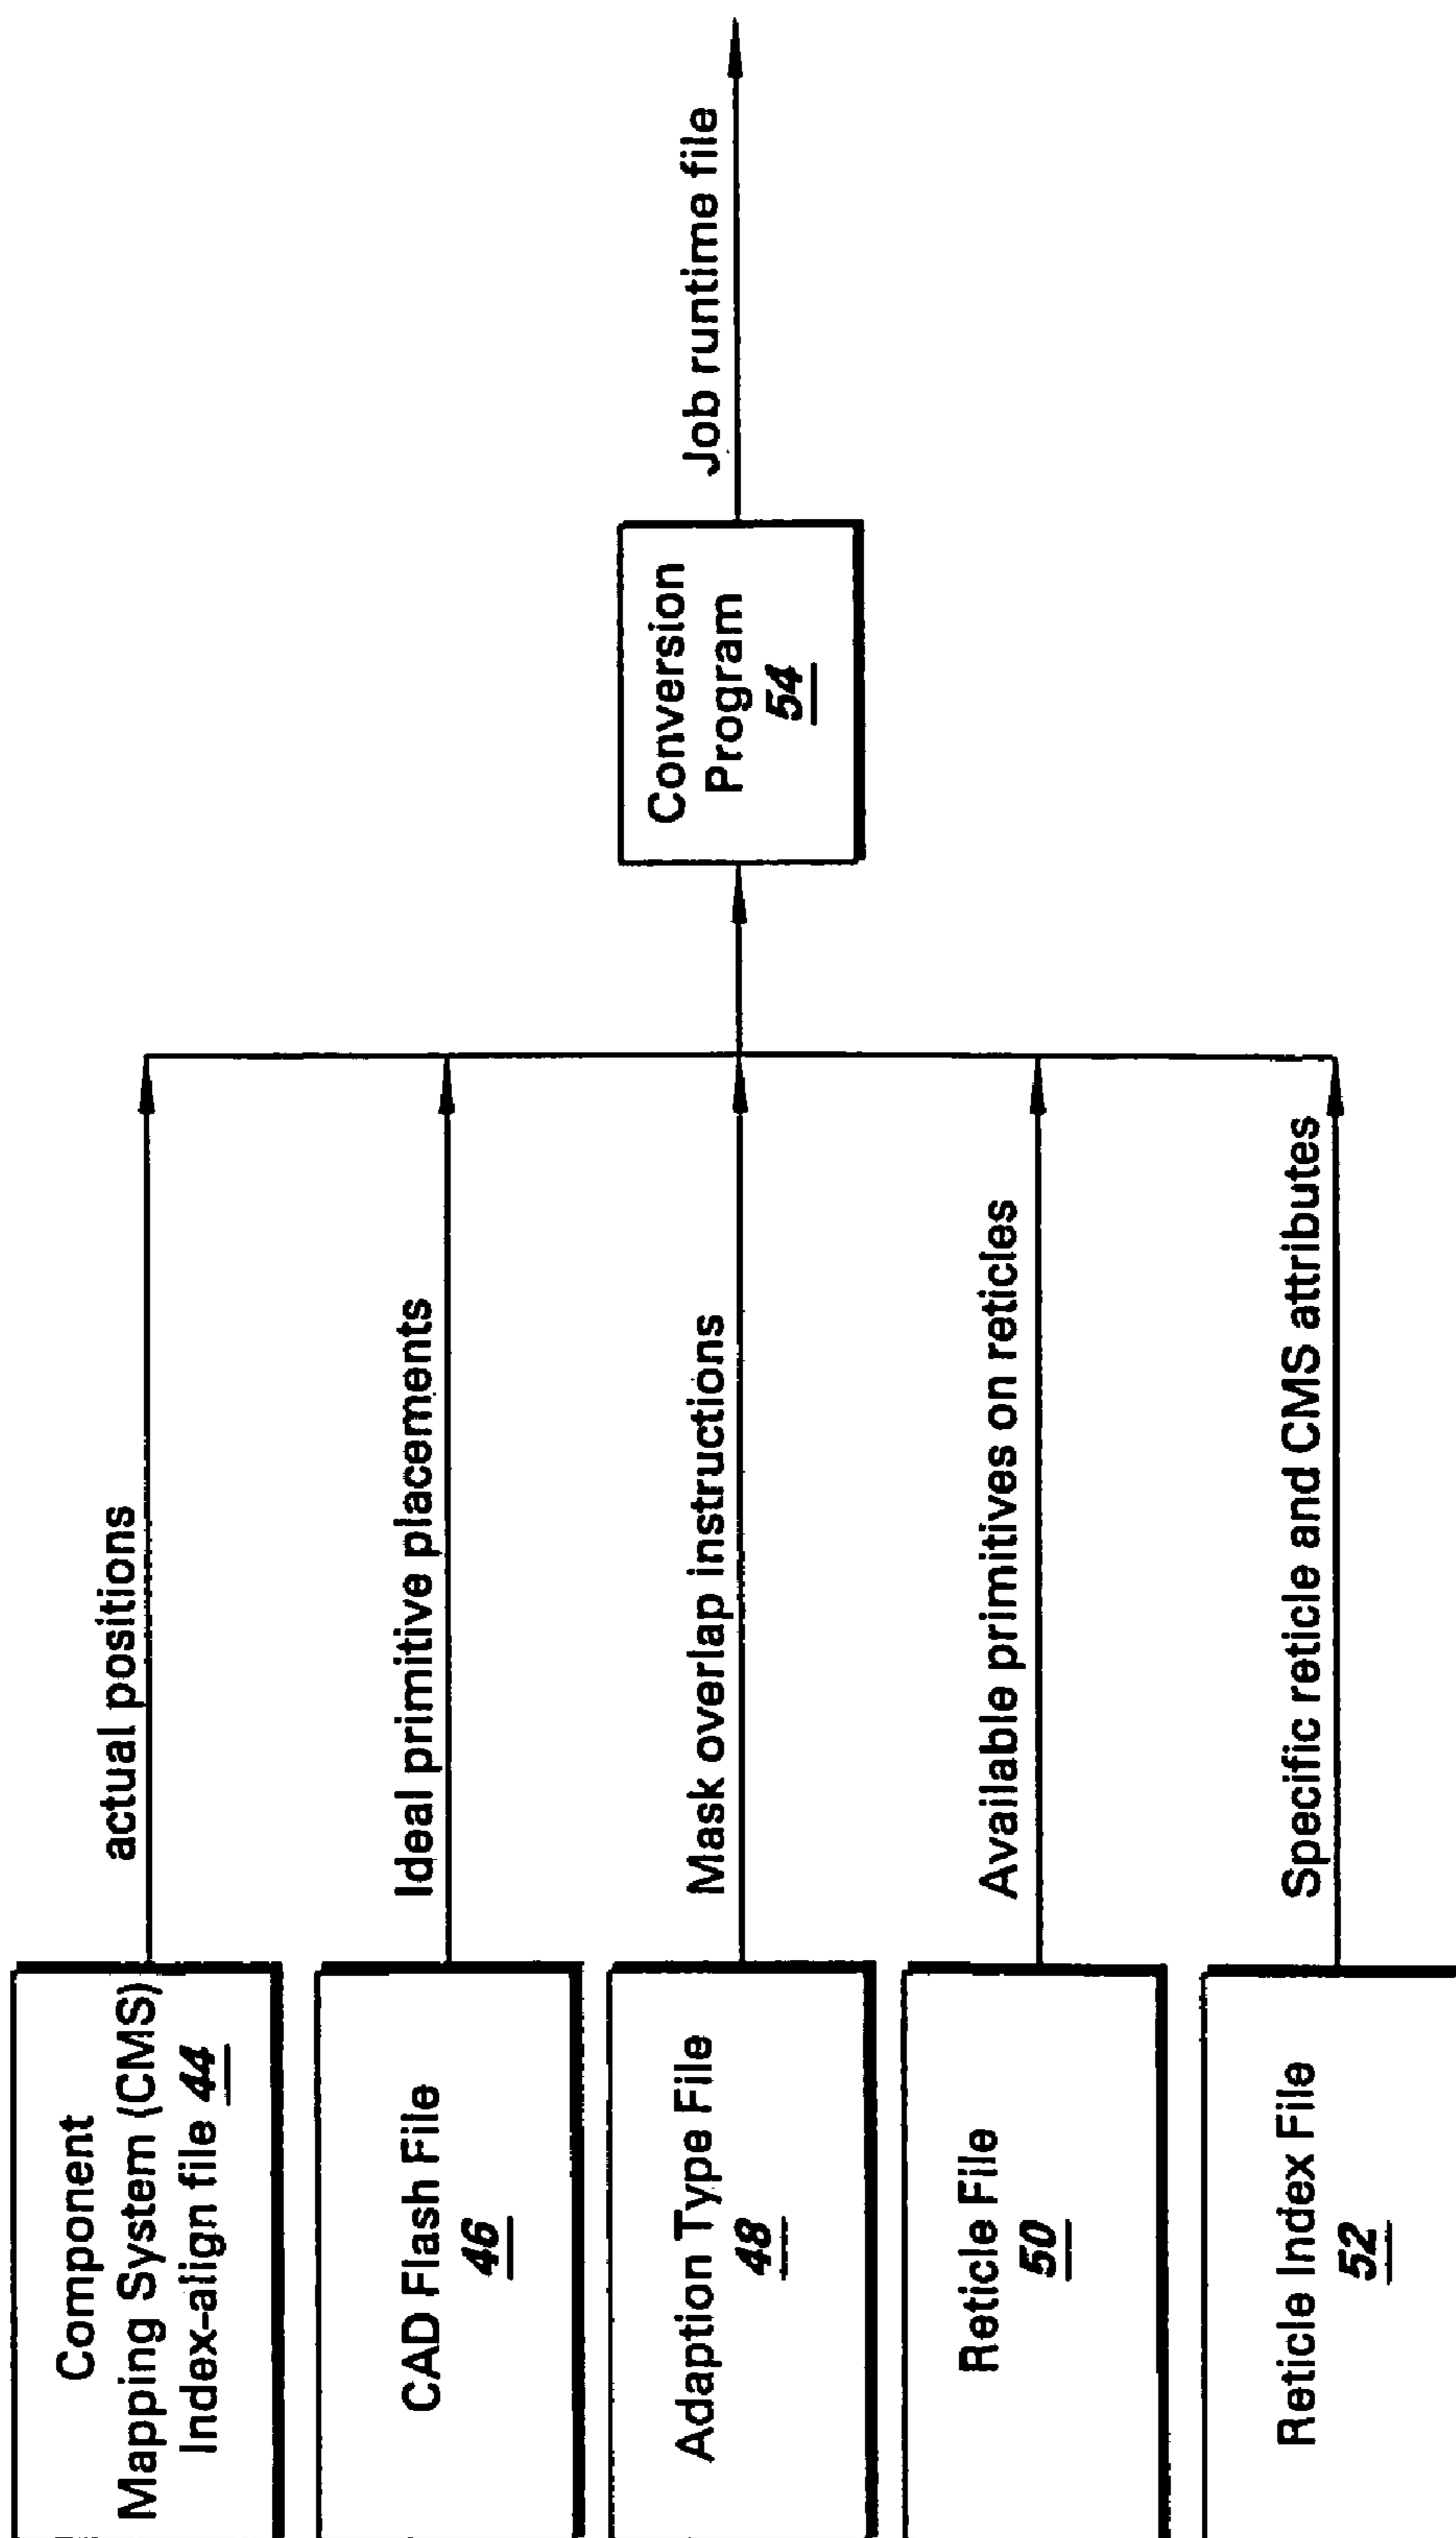 Component
Mapping System (CMS)
Index-align file 44
actual positions
CAD Flash File
46
Ideal primitive placements
Adaption Type File
48
Mask overlap instructions
Reticle File
50
Available primitives on reticles
Reticle Index File
52
Specific reticle and CMS attributes
Conversion
Program
54
Job runtime file